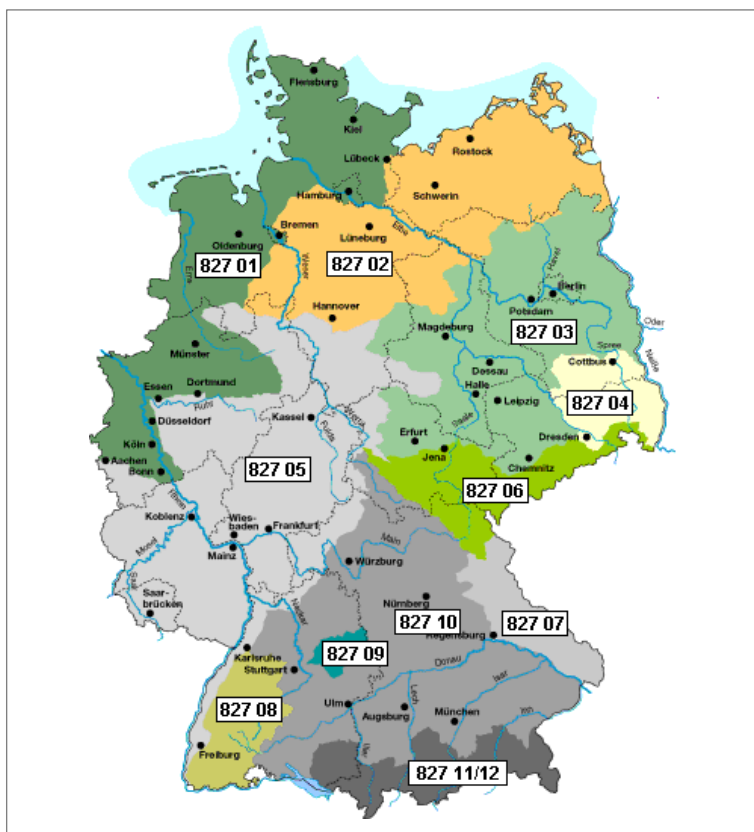 Flensburg
Kiel
Rostock
Lübeck
Schwerin
Hamburg
Bremen
Lüneburg
Elbe
Oldenburg
827 01
Weser
827 02
Havel
Ems
Berlin
Hannover
Potsdam
Oder
Magdeburg
827 03
Münster
Spree
Neiße
Dessau
Cottbus
Essen
Dortmund
Halle
Ruhr
Leipzig
827 04
Düsseldorf
Kassel
Werra
Fulda
Saale
Köln
Erfurt
Dresden
Aachen
827 05
Jena
Bonn
Chemnitz
Rhein
827 06
Koblenz
Wies-
baden
Frankfurt
Mosel
Mainz
Main
Würzburg
Saar
Saar-
brücken
Neckar
Nürnberg
827 10
827 07
Regensburg
Karlsruhe
827 09
Stuttgart
Donau
Isar
827 08
Ulm
Lech
Augsburg
München
Inn
Freiburg
Iller
827 11/12